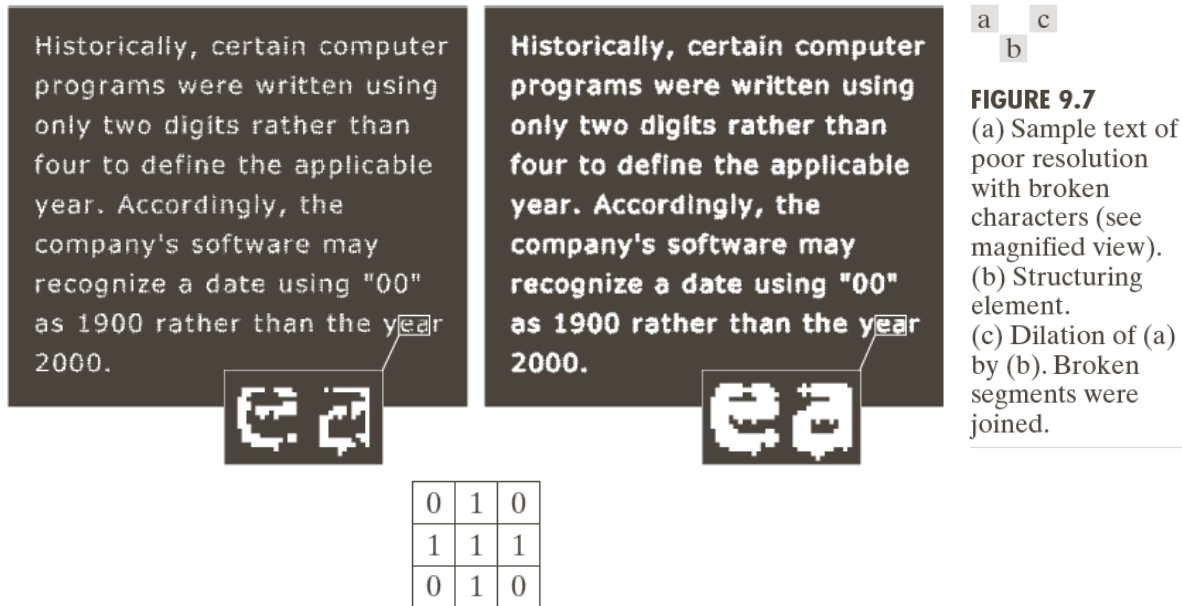 Historically, certain computer
programs were written using
only two digits rather than
four to define the applicable
year. Accordingly, the
company's software may
recognize a date using "00"
as 1900 rather than the year
2000.
e a
Historically, certain computer
programs were written using
only two digits rather than
four to define the applicable
year. Accordingly, the
company's software may
recognize a date using "00"
as 1900 rather than the year
2000.
e a
0 1 0
1 1 1
0 1 0
a c
b
FIGURE 9.7
(a) Sample text of
poor resolution
with broken
characters (see
magnified view).
(b) Structuring
element.
(c) Dilation of (a)
by (b). Broken
segments were
joined.